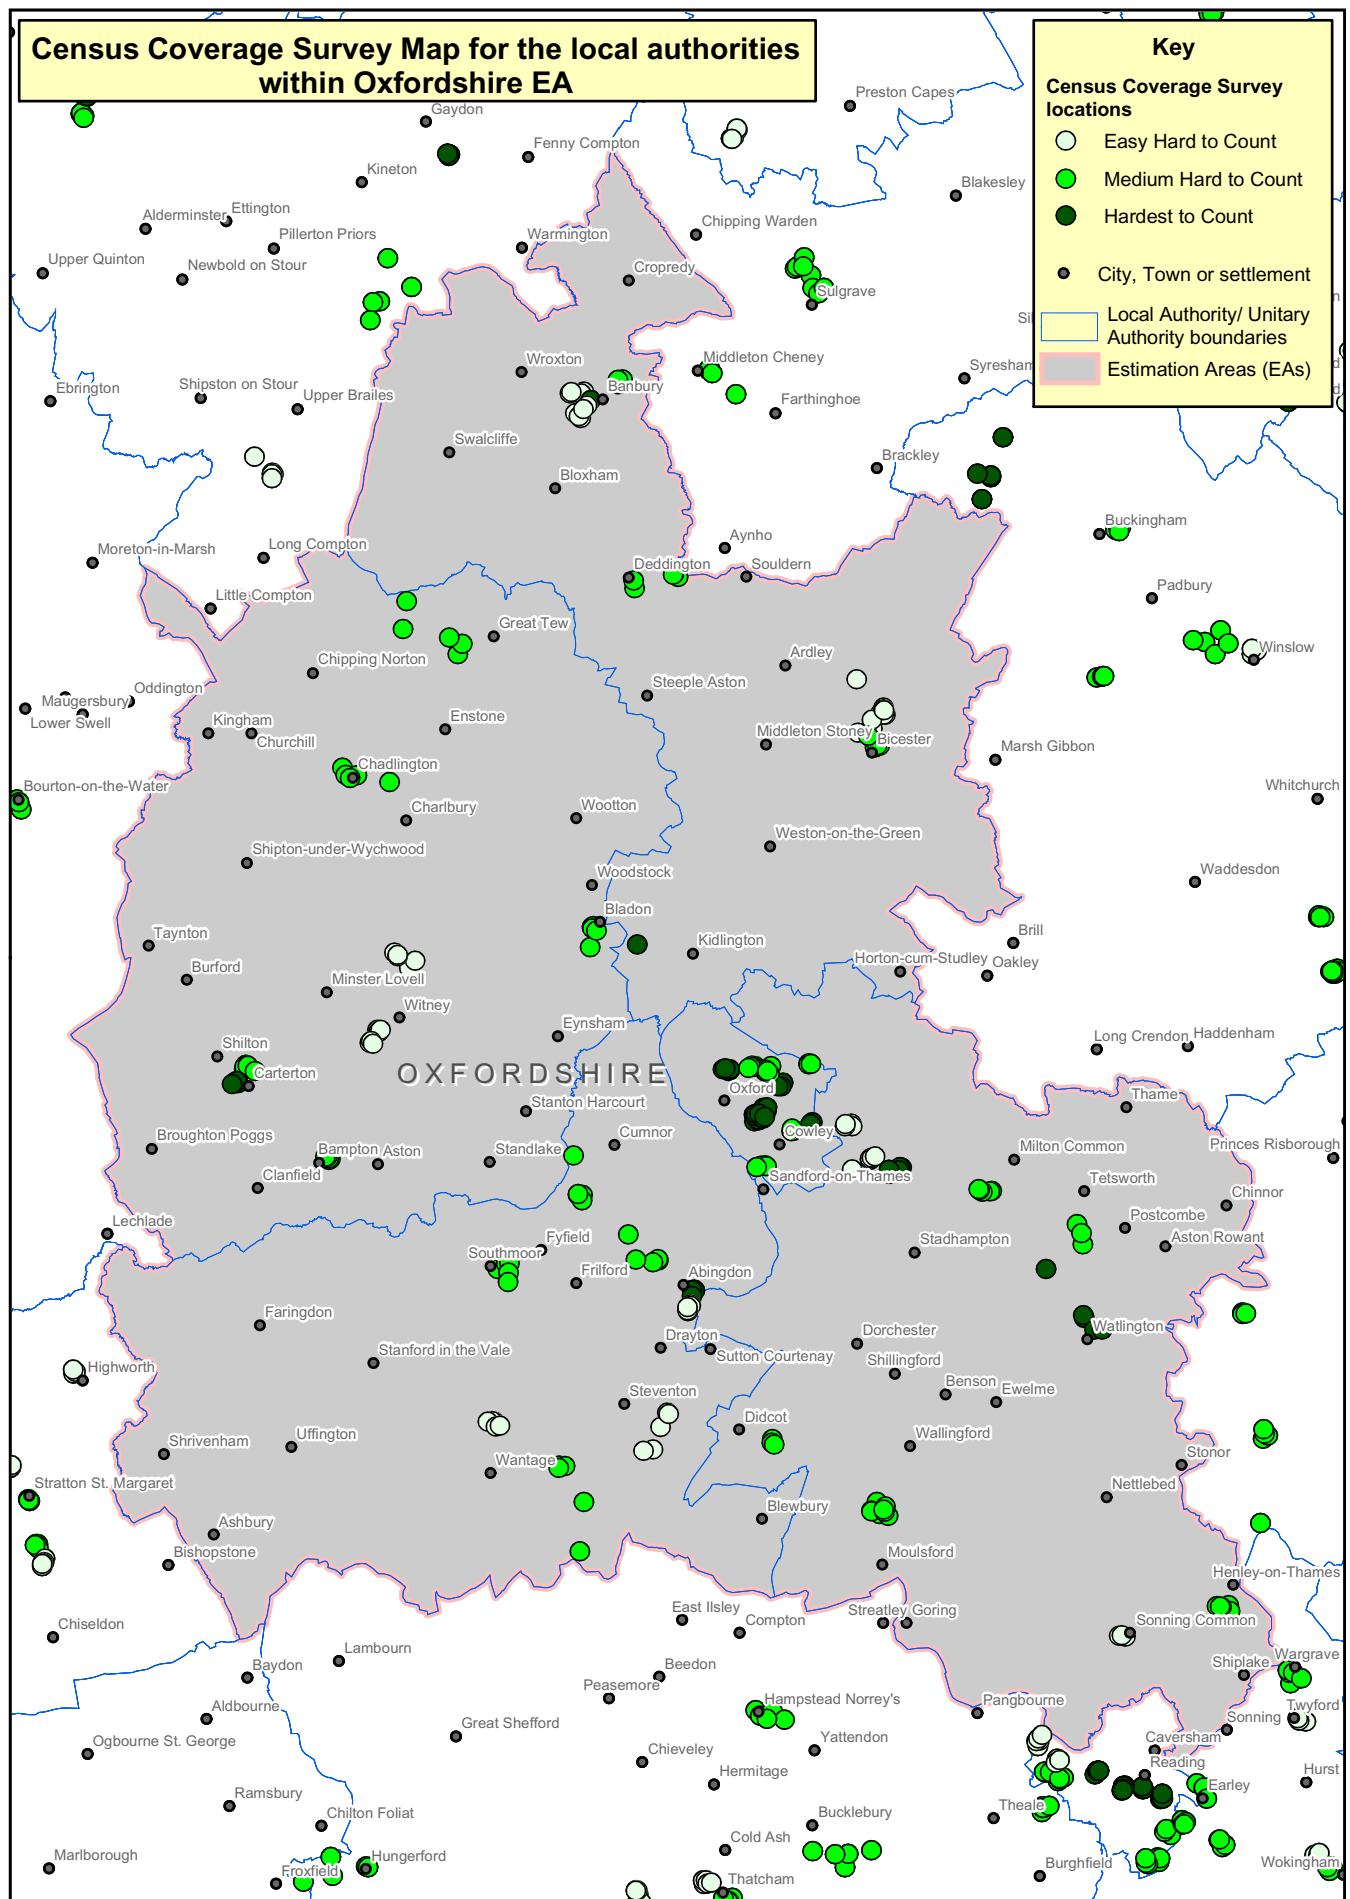 Census Coverage Survey Map for the local authorities
within Oxfordshire EA
Key
Census Coverage Survey
locations
Easy Hard to Count
Medium Hard to Count
Hardest to Count
City, Town or settlement
Local Authority/ Unitary
Authority boundaries
Estimation Areas (EAs)
Preston Capes
Gaydon
Fenny Compton
Kineton
Blakesley
Alderminster
Ettington
Chipping Warden
Pillerton Priors
Warmington
Upper Quinton
Newbold on Stour
Cropredy
Sulgrave
Wroxton
Middleton Cheney
Syresham
Ebrington
Shipston on Stour
Upper Brailes
Banbury
Farthinghoe
Swalcliffe
Brackley
Bloxham
Buckingham
Moreton-in-Marsh
Long Compton
Aynho
Deddington
Souldern
Padbury
Little Compton
Great Tew
Winslow
Chipping Norton
Ardley
Steeple Aston
Oddington
Maugersbury
Lower Swell
Kingham
Churchill
Enstone
Middleton Stoney
Bicester
Marsh Gibbon
Chadlington
Bourton-on-the-Water
Whitchurch
Charlbury
Wootton
Weston-on-the-Green
Shipton-under-Wychwood
Woodstock
Waddesdon
Bladon
Taynton
Kidlington
Brill
Burford
Minster Lovell
Horton-cum-Studley
Oakley
Witney
Eynsham
Long Crendon
Haddenham
Shilton
Carterton
OXFORDSHIRE
Oxford
Thame
Stanton Harcourt
Broughton Poggs
Cumnor
Cowley
Milton Common
Princes Risborough
Bampton
Aston
Standlake
Clanfield
Sandford-on-Thames
Tetsworth
Chinnor
Lechlade
Postcombe
Fyfield
Stadhampton
Aston Rowant
Southmoor
Frilford
Abingdon
Faringdon
Drayton
Dorchester
Watlington
Stanford in the Vale
Sutton Courtenay
Highworth
Shillingford
Benson
Ewelme
Steventon
Didcot
Shrivenham
Uffington
Wallingford
Stonor
Wantage
Stratton St. Margaret
Nettlebed
Blewbury
Ashbury
Bishopstone
Moulsford
Henley-on-Thames
East Ilsley
Compton
Streatley
Goring
Sonning Common
Chiseldon
Lambourn
Baydon
Beedon
Shiplake
Wargrave
Peasemore
Aldbourne
Hampstead Norrey's
Pangbourne
Sonning
Twyford
Great Shefford
Yattendon
Caversham
Ogbourne St. George
Chieveley
Reading
Hermitage
Earley
Hurst
Ramsbury
Chilton Foliat
Bucklebury
Theale
Cold Ash
Marlborough
Froxfield
Hungerford
Thatcham
Burghfield
Wokingham